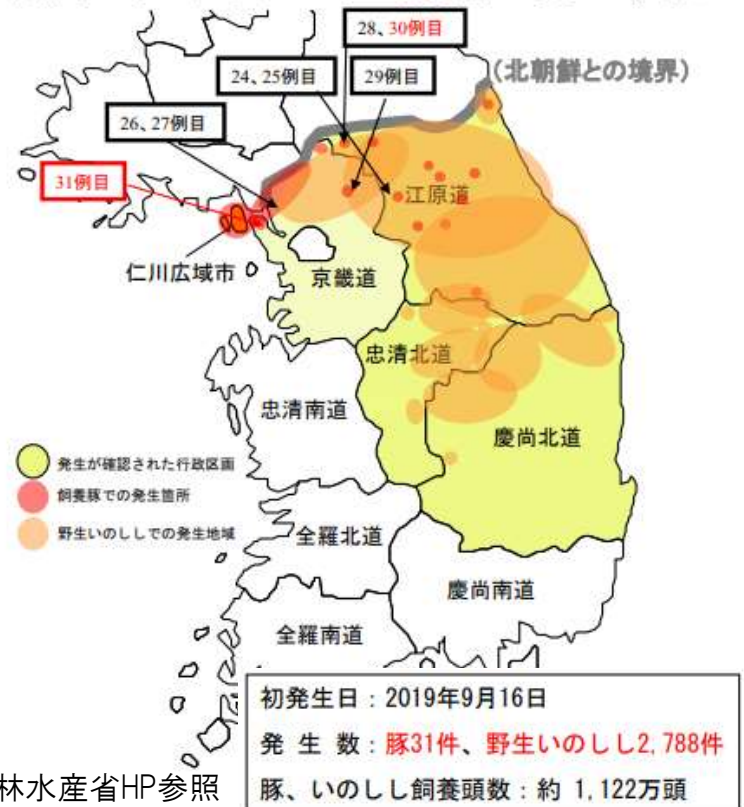 28、30例目
24、25例目
29例目
(北朝鮮との境界)
26、27例目
31例目
江原道
仁川広域市
京畿道
忠清北道
忠清南道
慶尚北道
発生が確認された行政区画
飼養豚での発生箇所
野生いのししでの発生地域
全羅北道
慶尚南道
全羅南道
初発生日：2019年9月16日
発 生 数：豚31件、野生いのしし2,788件
豚、いのしし飼養頭数：約 1,122万頭
林水産省HP参照